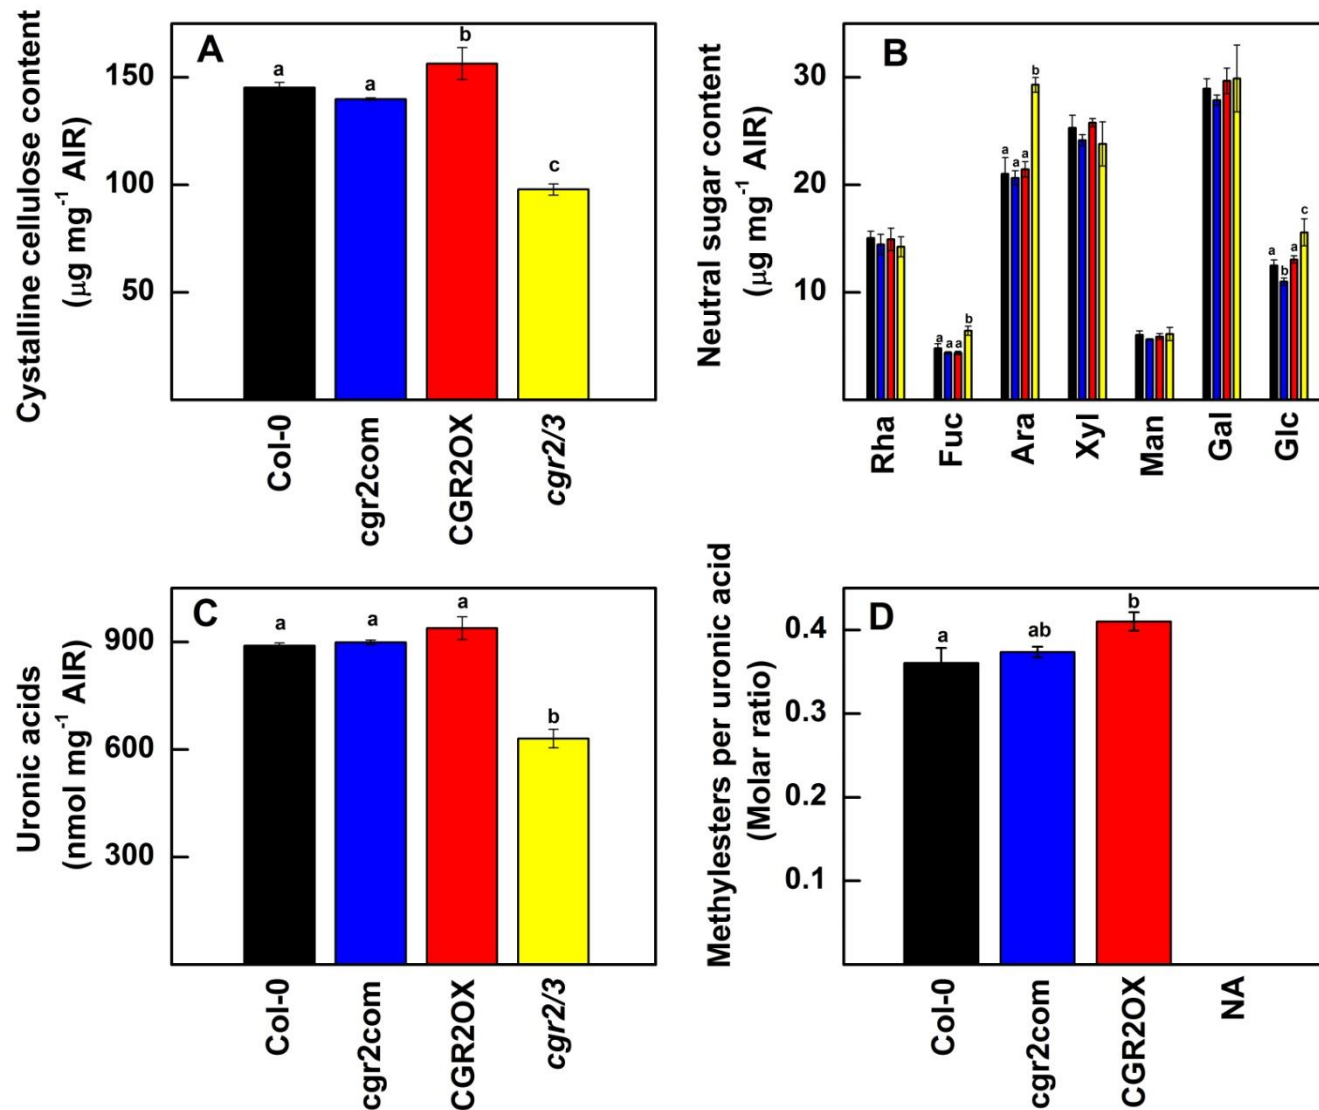 A
Cystalline cellulose content
(μg mg-1 AIR)
150
100
50
a
a
b
c
Col-0
cgr2com
CGR2OX
cgr2/3
B
Neutral sugar content
(μg mg-1 AIR)
30
20
10
a
a
a
b
a
a
a
b
a
b
a
c
Rha
Fuc
Ara
Xyl
Man
Gal
Glc
C
Uronic acids
(nmol mg-1 AIR)
900
600
300
a
a
a
b
Col-0
cgr2com
CGR2OX
cgr2/3
D
Methylesters per uronic acid
(Molar ratio)
0.4
0.3
0.2
0.1
a
ab
b
Col-0
cgr2com
CGR2OX
NA